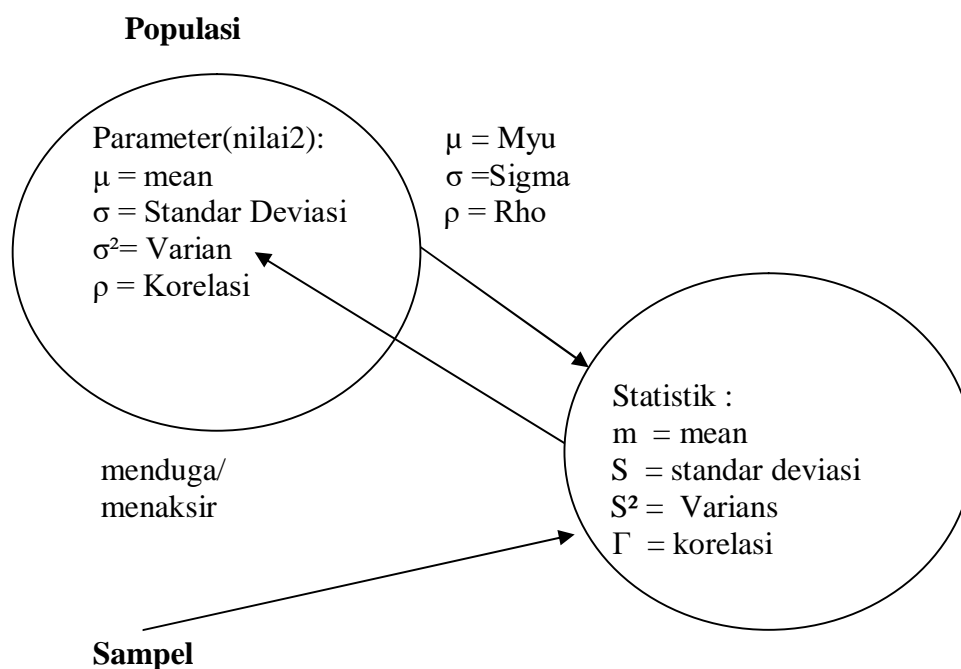 Populasi
Parameter(nilai2):
μ = mean
σ = Standar Deviasi
σ²= Varian
ρ = Korelasi
μ = Myu
σ =Sigma
ρ = Rho
menduga/
menaksir
Statistik :
m = mean
S = standar deviasi
S² = Varians
Γ = korelasi
Sampel